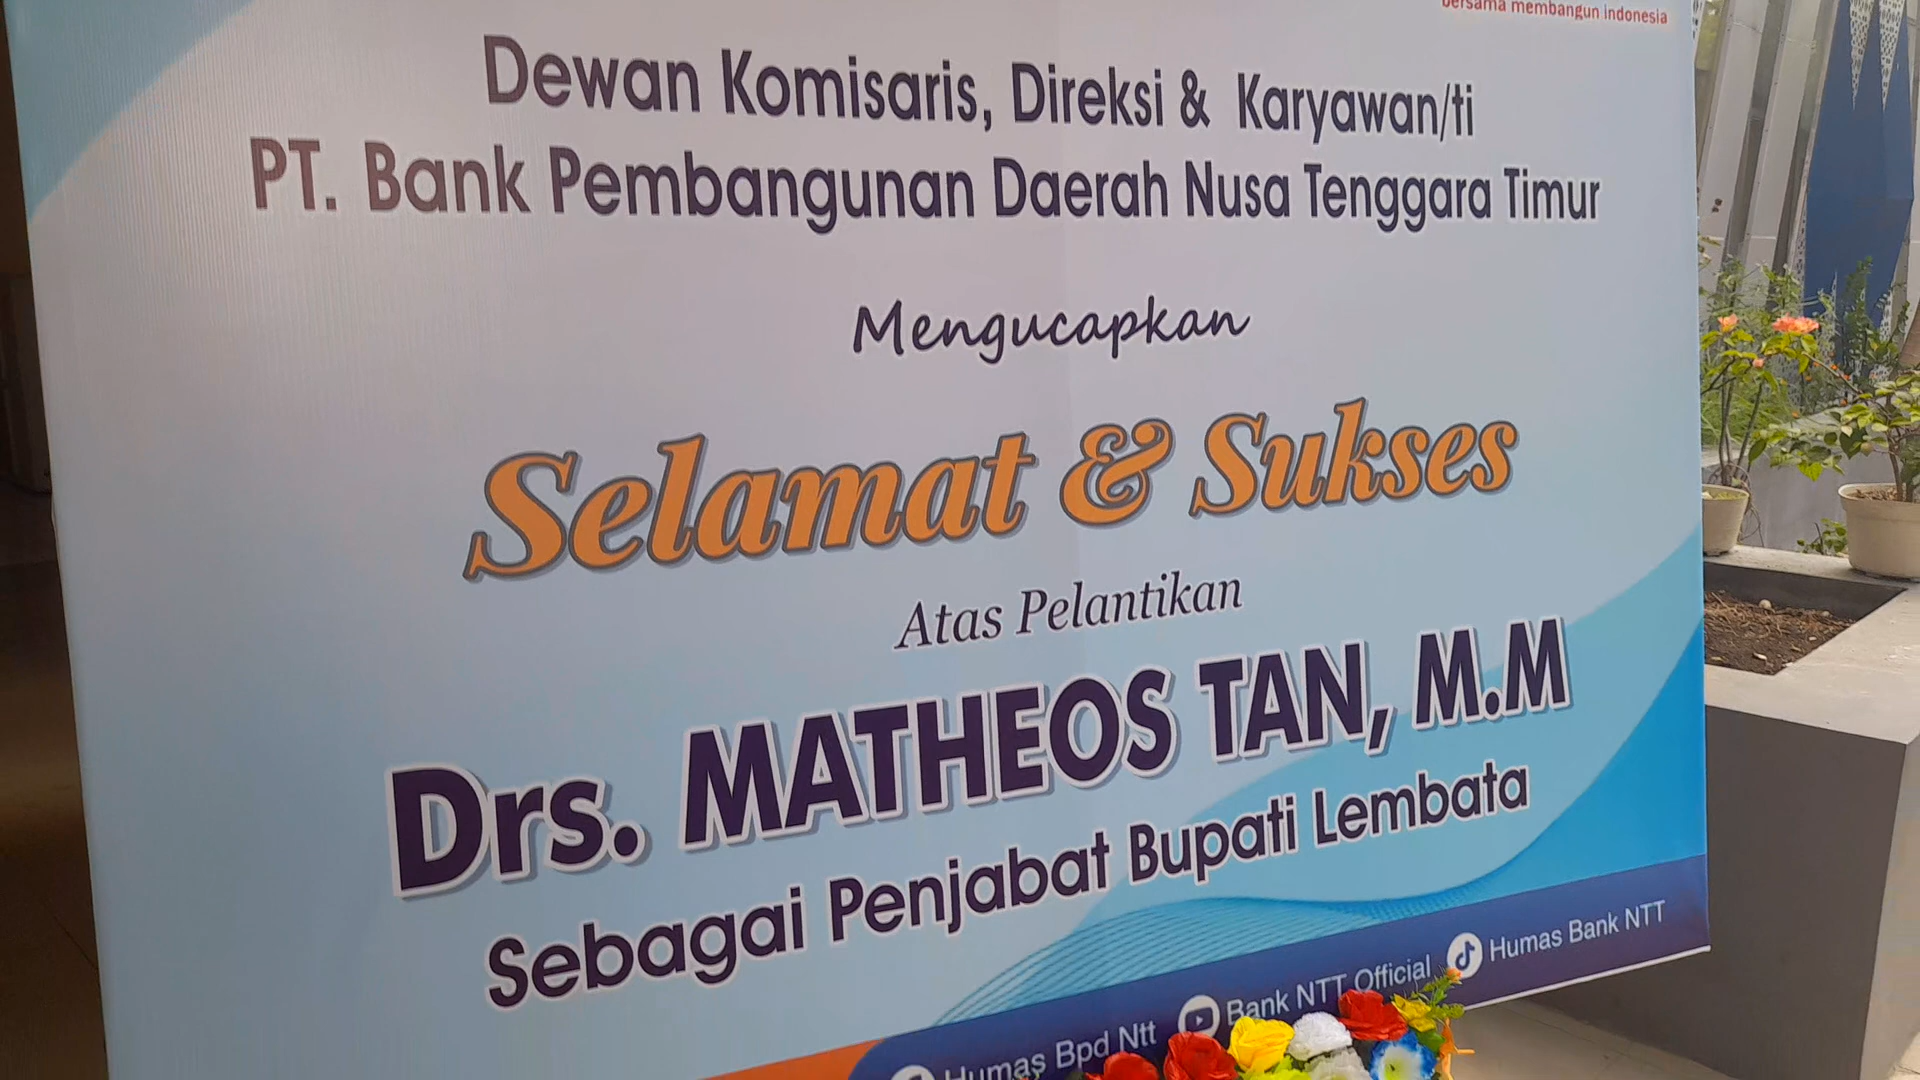 bersama membangun indonesia
Dewan Komisaris, Direksi & Karyawan/ti
PT. Bank Pembangunan Daerah Nusa Tenggara Timur
Mengucapkan
Selamat & Sukses
Atas Pelantikan
Drs. MATHEOS TAN, M.M
Sebagai Penjabat Bupati Lembata
Humas Bpd Ntt Bank NTT Official Humas Bank NTT